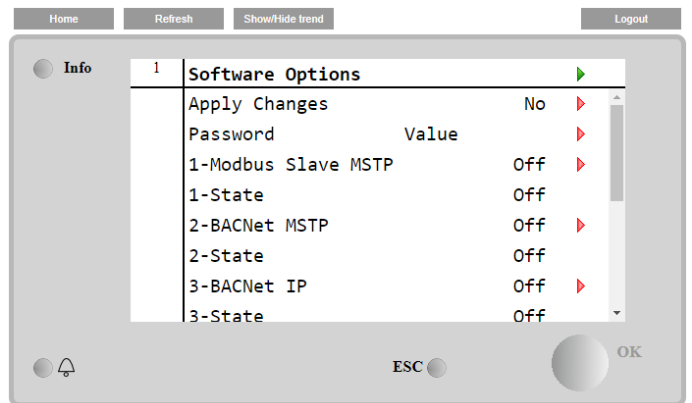 Home Refresh Show/Hide trend Logout
Info
1 Software Options
Apply Changes No
Password Value
1-Modbus Slave MSTP Off
1-State Off
2-BACNet MSTP Off
2-State Off
3-BACNet IP Off
3-State Off
ESC OK